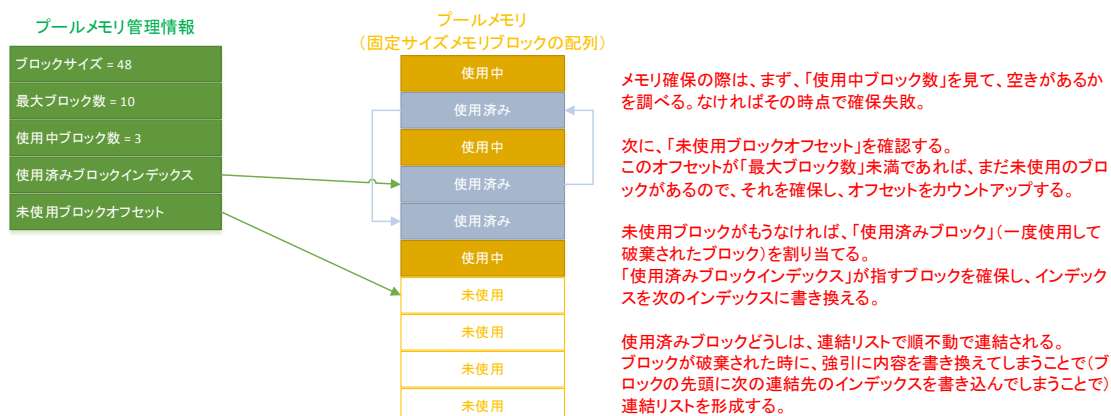 プールメモリ管理情報
ブロックサイズ = 48
最大ブロック数 = 10
使用中ブロック数 = 3
使用済みブロックインデックス
未使用ブロックオフセット
プールメモリ
（固定サイズメモリブロックの配列）
使用中
使用済み
使用中
使用済み
使用済み
使用中
未使用
未使用
未使用
未使用
メモリ確保の際は、まず、「使用中ブロック数」を見て、空きがあるか
を調べる。なければその時点で確保失敗。
次に、「未使用ブロックオフセット」を確認する。
このオフセットが「最大ブロック数」未満であれば、まだ未使用のブロ
ックがあるので、それを確保し、オフセットをカウントアップする。
未使用ブロックがもうなければ、「使用済みブロック」（一度使用して
破棄されたブロック）を割り当てる。
「使用済みブロックインデックス」が指すブロックを確保し、インデック
スを次のインデックスに書き換える。
使用済みブロックどうしは、連結リストで順不動で連結される。
ブロックが破棄された時に、強引に内容を書き換えてしまうことで（ブ
ロックの先頭に次の連結先のインデックスを書き込んでしまうことで）
連結リストを形成する。